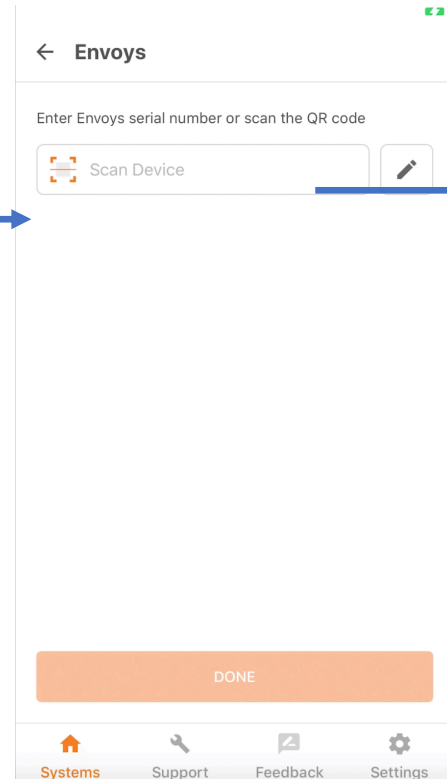 Envoys
Enter Envoys serial number or scan the QR code
Scan Device
DONE
Systems Support Feedback Settings